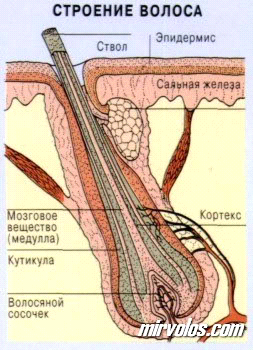 СТРОЕНИЕ ВОЛОСА
Ствол
Эпидермис
Сальная железа
Мозговое
вещество
(медулла)
Кортекс
Кутикула
Волосяной
сосочек
mirvolos.com